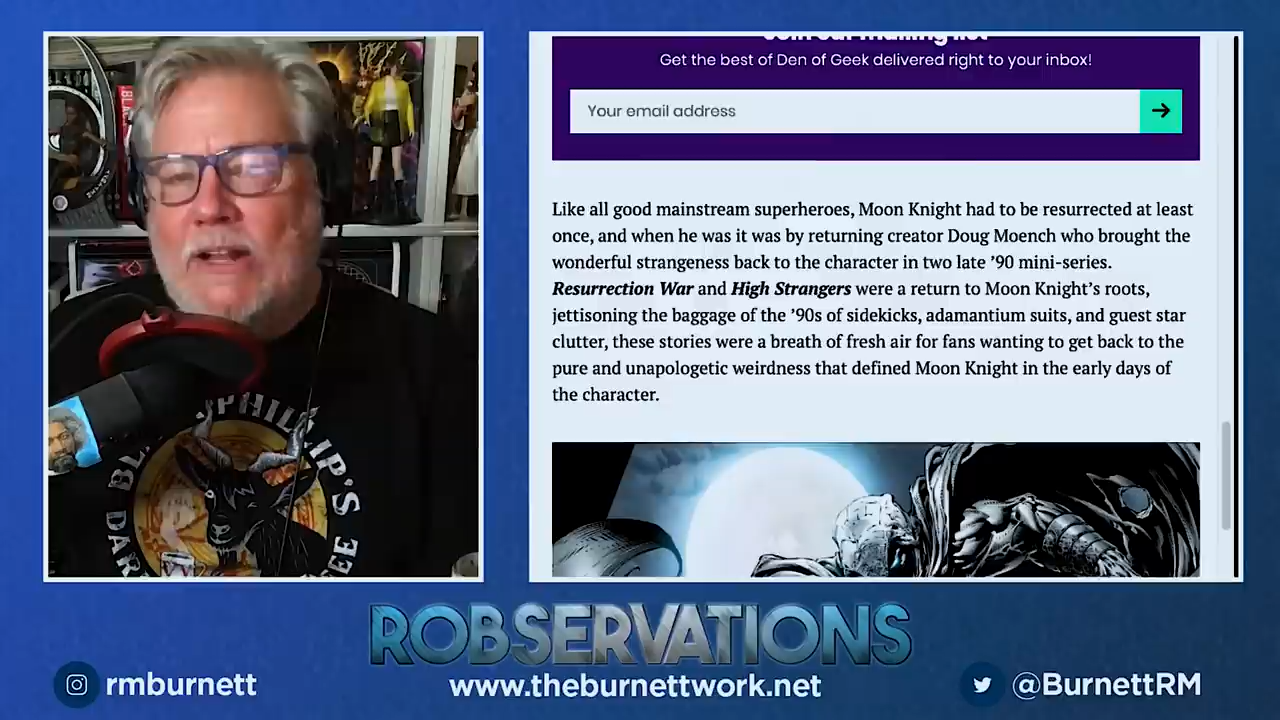 Join our mailing list
Get the best of Den of Geek delivered right to your inbox!
Your email address
Like all good mainstream superheroes, Moon Knight had to be resurrected at least
once, and when he was it was by returning creator Doug Moench who brought the
wonderful strangeness back to the character in two late ’90 mini-series.
Resurrection War and High Strangers were a return to Moon Knight’s roots,
jettisoning the baggage of the ’90s of sidekicks, adamantium suits, and guest star
clutter, these stories were a breath of fresh air for fans wanting to get back to the
pure and unapologetic weirdness that defined Moon Knight in the early days of
the character.
PHILLIP'S
ROBSERVATIONS
rmburnett
www.theburnettwork.net
@BurnettRM